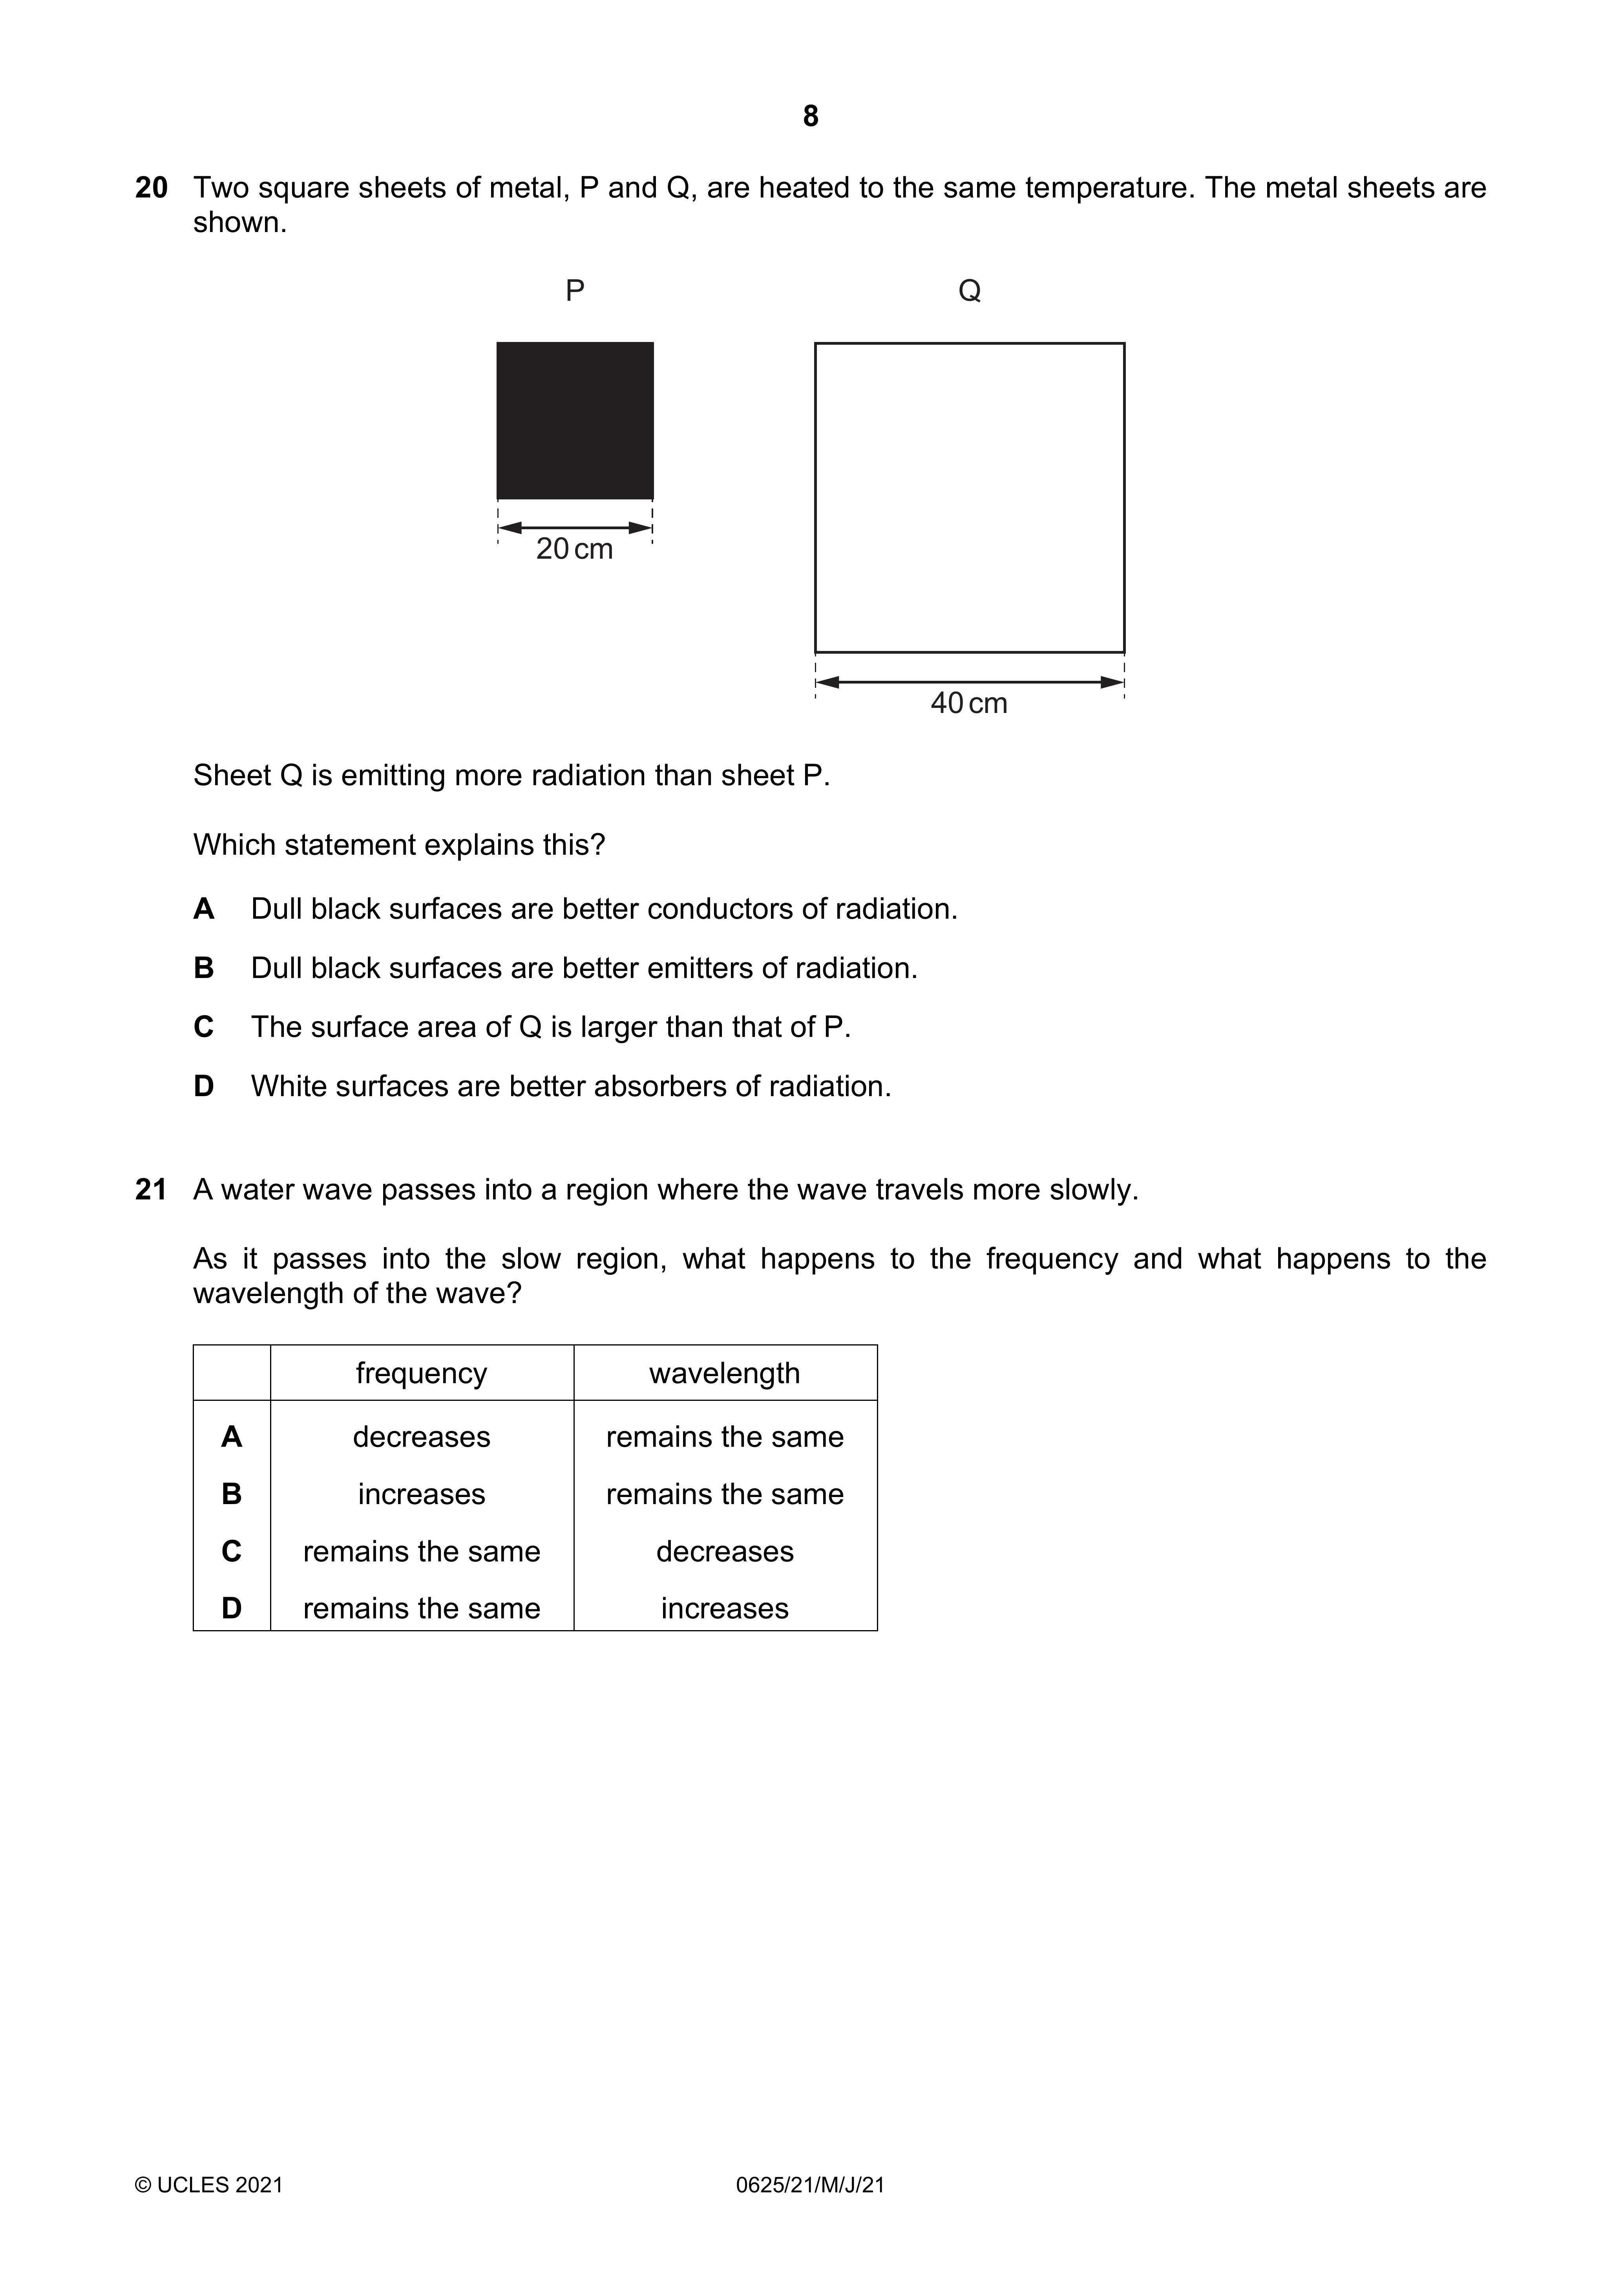 8
20 Two square sheets of metal, P and Q, are heated to the same temperature. The metal sheets are
shown.
P Q
20 cm
40 cm
Sheet Q is emitting more radiation than sheet P.
Which statement explains this?
A Dull black surfaces are better conductors of radiation.
B Dull black surfaces are better emitters of radiation.
C The surface area of Q is larger than that of P.
D White surfaces are better absorbers of radiation.
21 A water wave passes into a region where the wave travels more slowly.
As it passes into the slow region, what happens to the frequency and what happens to the
wavelength of the wave?
frequency wavelength
A decreases remains the same
B increases remains the same
C remains the same decreases
D remains the same increases
© UCLES 2021 0625/21/M/J/21